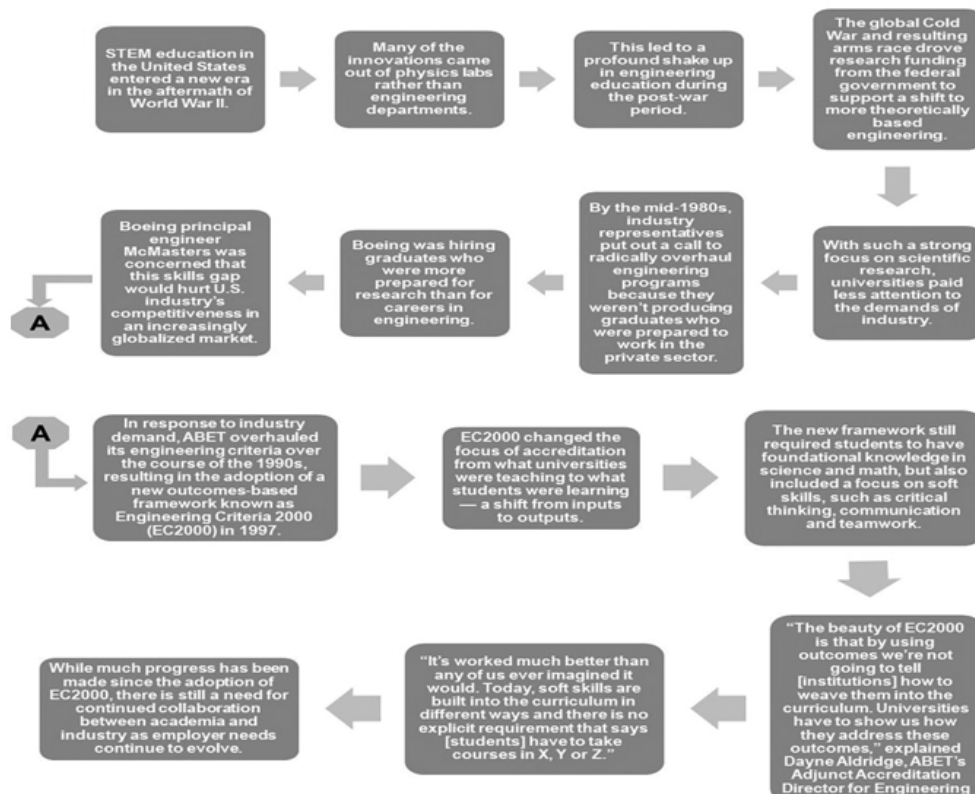 STEM education in
the United States
entered a new era
in the aftermath of
World War II.
Many of the
innovations came
out of physics labs
rather than
engineering
departments.
This led to a
profound shake up
in engineering
education during
the post-war
period.
The global Cold
War and resulting
arms race drove
research funding
from the federal
government to
support a shift to
more theoretically
based
engineering.
With such a strong
focus on scientific
research,
universities paid
less attention to
the demands of
industry.
By the mid-1980s,
industry
representatives
put out a call to
radically overhaul
engineering
programs
because they
weren't producing
graduates who
were prepared to
work in the
private sector.
Boeing was hiring
graduates who
were more
prepared for
research than for
careers in
engineering.
Boeing principal
engineer
McMasters was
concerned that
this skills gap
would hurt U.S.
industry's
competitiveness in
an increasingly
globalized market.
A
A
In response to industry
demand, ABET overhauled
its engineering criteria over
the course of the 1990s,
resulting in the adoption of a
new outcomes-based
framework known as
Engineering Criteria 2000
(EC2000) in 1997.
EC2000 changed the
focus of accreditation
from what universities
were teaching to what
students were learning
— a shift from inputs
to outputs.
The new framework still
required students to have
foundational knowledge in
science and math, but also
included a focus on soft
skills, such as critical
thinking, communication
and teamwork.
“The beauty of EC2000
is that by using
outcomes we're not
going to tell
[institutions] how to
weave them into the
curriculum. Universities
have to show us how
they address these
outcomes,” explained
Dayne Aldridge, ABET's
Adjunct Accreditation
Director for Engineering
“It's worked much better than
any of us ever imagined it
would. Today, soft skills are
built into the curriculum in
different ways and there is no
explicit requirement that says
[students] have to take
courses in X, Y or Z.”
While much progress has been
made since the adoption of
EC2000, there is still a need for
continued collaboration
between academia and
industry as employer needs
continue to evolve.